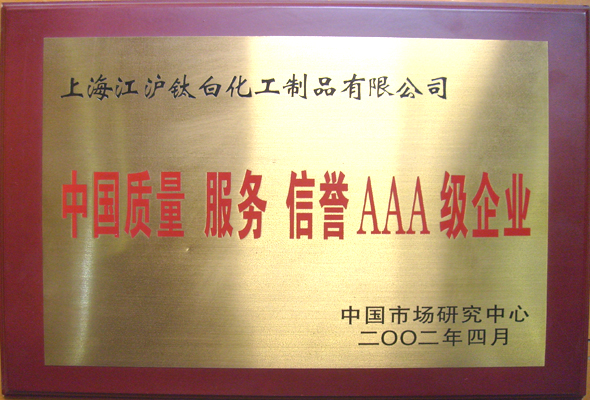 上海江沪钛白化工制品有限公司
中国质量 服务 信誉 AAA 级企业
中国市场研究中心
二〇〇二年四月